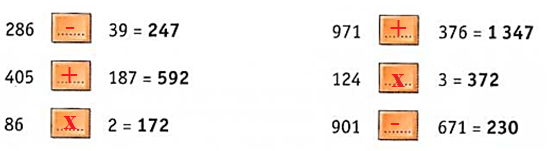 286 - 39 = 247
405 + 187 = 592
86 x 2 = 172
971 + 376 = 1 347
124 x 3 = 372
901 - 671 = 230